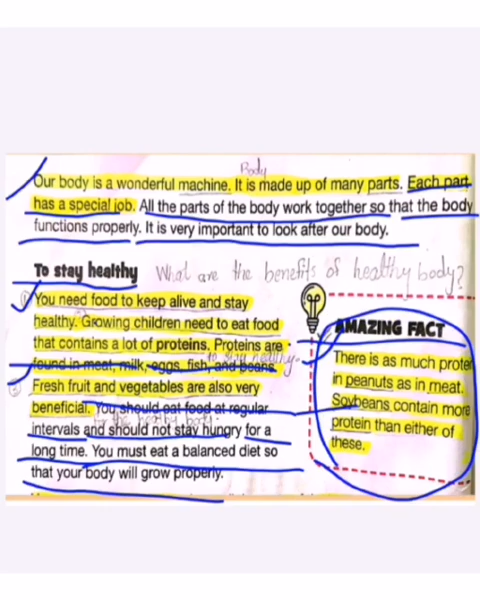 Body
Our body is a wonderful machine. It is made up of many parts. Each part
has a special job. All the parts of the body work together so that the body
functions properly. It is very important to look after our body.
To stay healthy What are the benefits of healthy body?
You need food to keep alive and stay
healthy. Growing children need to eat food
that contains a lot of proteins. Proteins are
to stay healthy.
found in meat, milk, eggs, fish, and beans.
Fresh fruit and vegetables are also very
beneficial. You should eat food at regular
for the healthy body
intervals and should not stay hungry for a
long time. You must eat a balanced diet so
that your body will grow properly.
AMAZING FACT
There is as much prote
in peanuts as in meat.
Soybeans contain more
protein than either of
these.